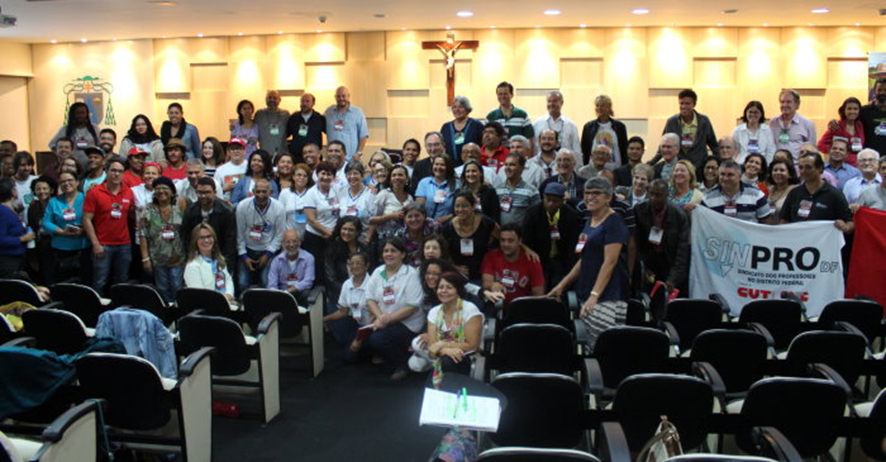 SINPRO DF
SINDICATO DOS PROFESSORES
NO DISTRITO FEDERAL
CUT